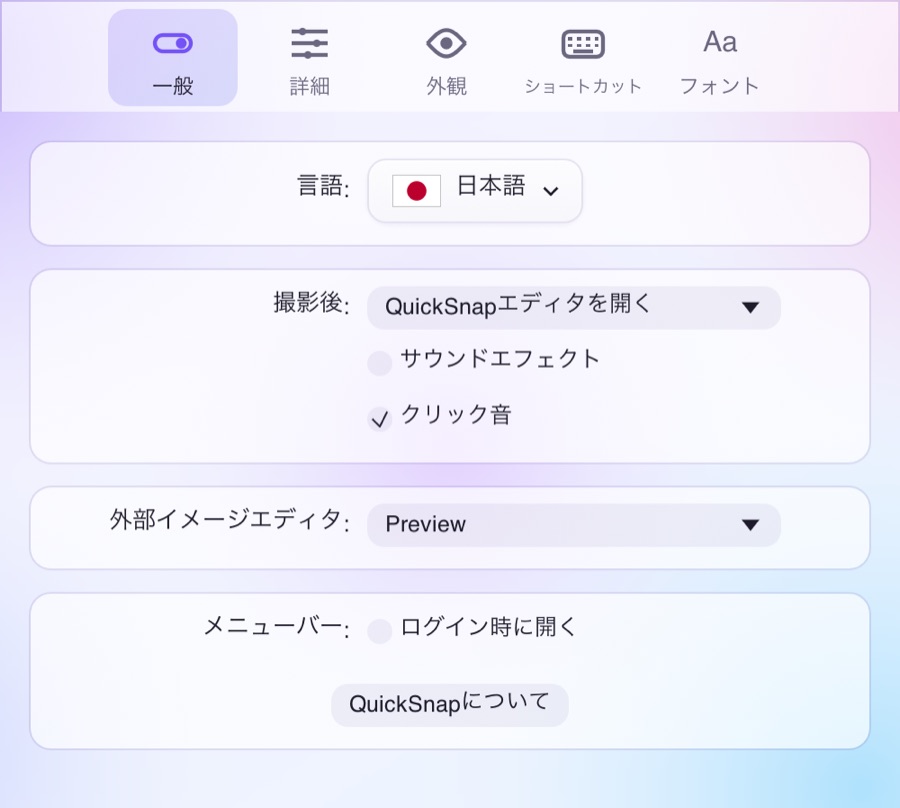 一般
詳細
外観
ショートカット
Aa
フォント
言語:
日本語
撮影後:
QuickSnapエディタを開く
サウンドエフェクト
クリック音
外部イメージエディタ:
Preview
メニューバー:
ログイン時に開く
QuickSnapについて